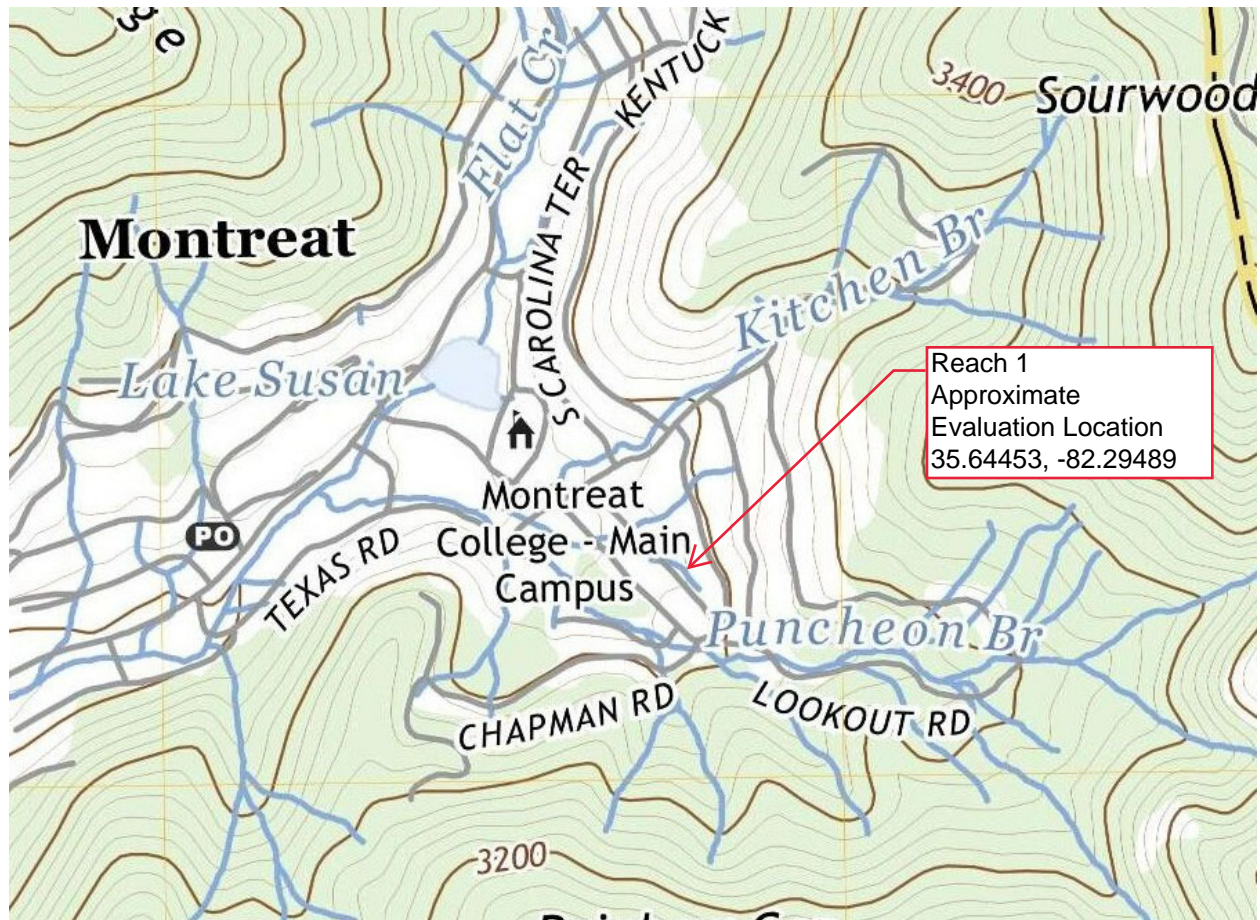 ge
Flat Cr
KENTUCK
3400
Sourwood
S CAROLINA TER
Montreat
Kitchen Br
Lake Susan
Reach 1
Approximate
Evaluation Location
35.64453, -82.29489
Montreat
College - Main
Campus
PO
TEXAS RD
Puncheon Br
CHAPMAN RD
LOOKOUT RD
3200